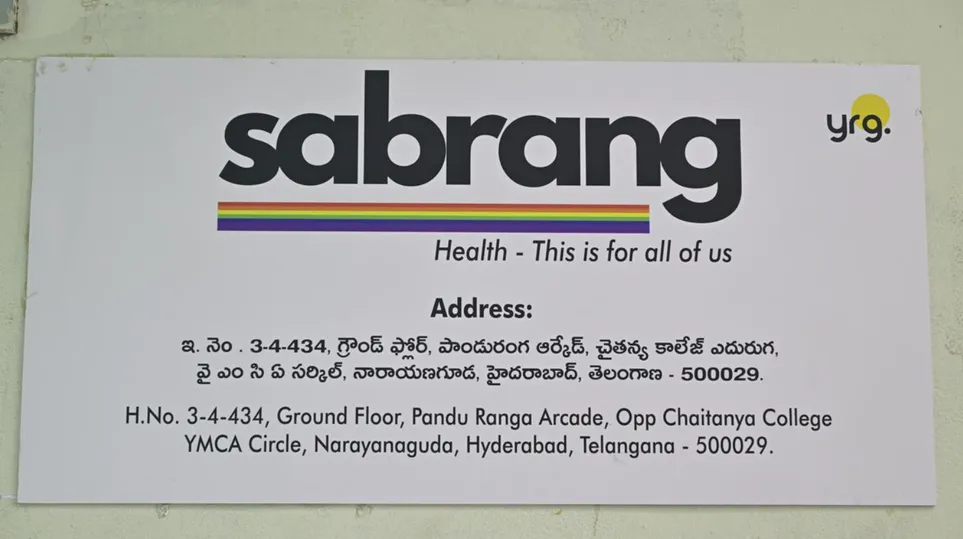 sabrang
yrg.
Health - This is for all of us
Address:
ఇ. నెం . 3-4-434, గ్రౌండ్ ఫ్లోర్, పాండురంగ ఆర్కేడ్, చైతన్య కాలేజ్ ఎదురుగ,
వై ఎం సి ఏ సర్కిల్, నారాయణగూడ, హైదరాబాద్, తెలంగాణ - 500029.
H.No. 3-4-434, Ground Floor, Pandu Ranga Arcade, Opp Chaitanya College
YMCA Circle, Narayanaguda, Hyderabad, Telangana - 500029.